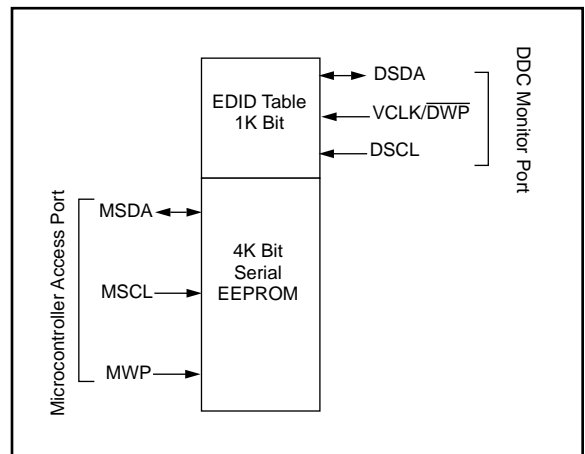 EDID Table
1K Bit
DSDA
VCLK/DWP
DSCL
DDC Monitor Port
Microcontroller Access Port
MSDA
MSCL
MWP
4K Bit
Serial
EEPROM